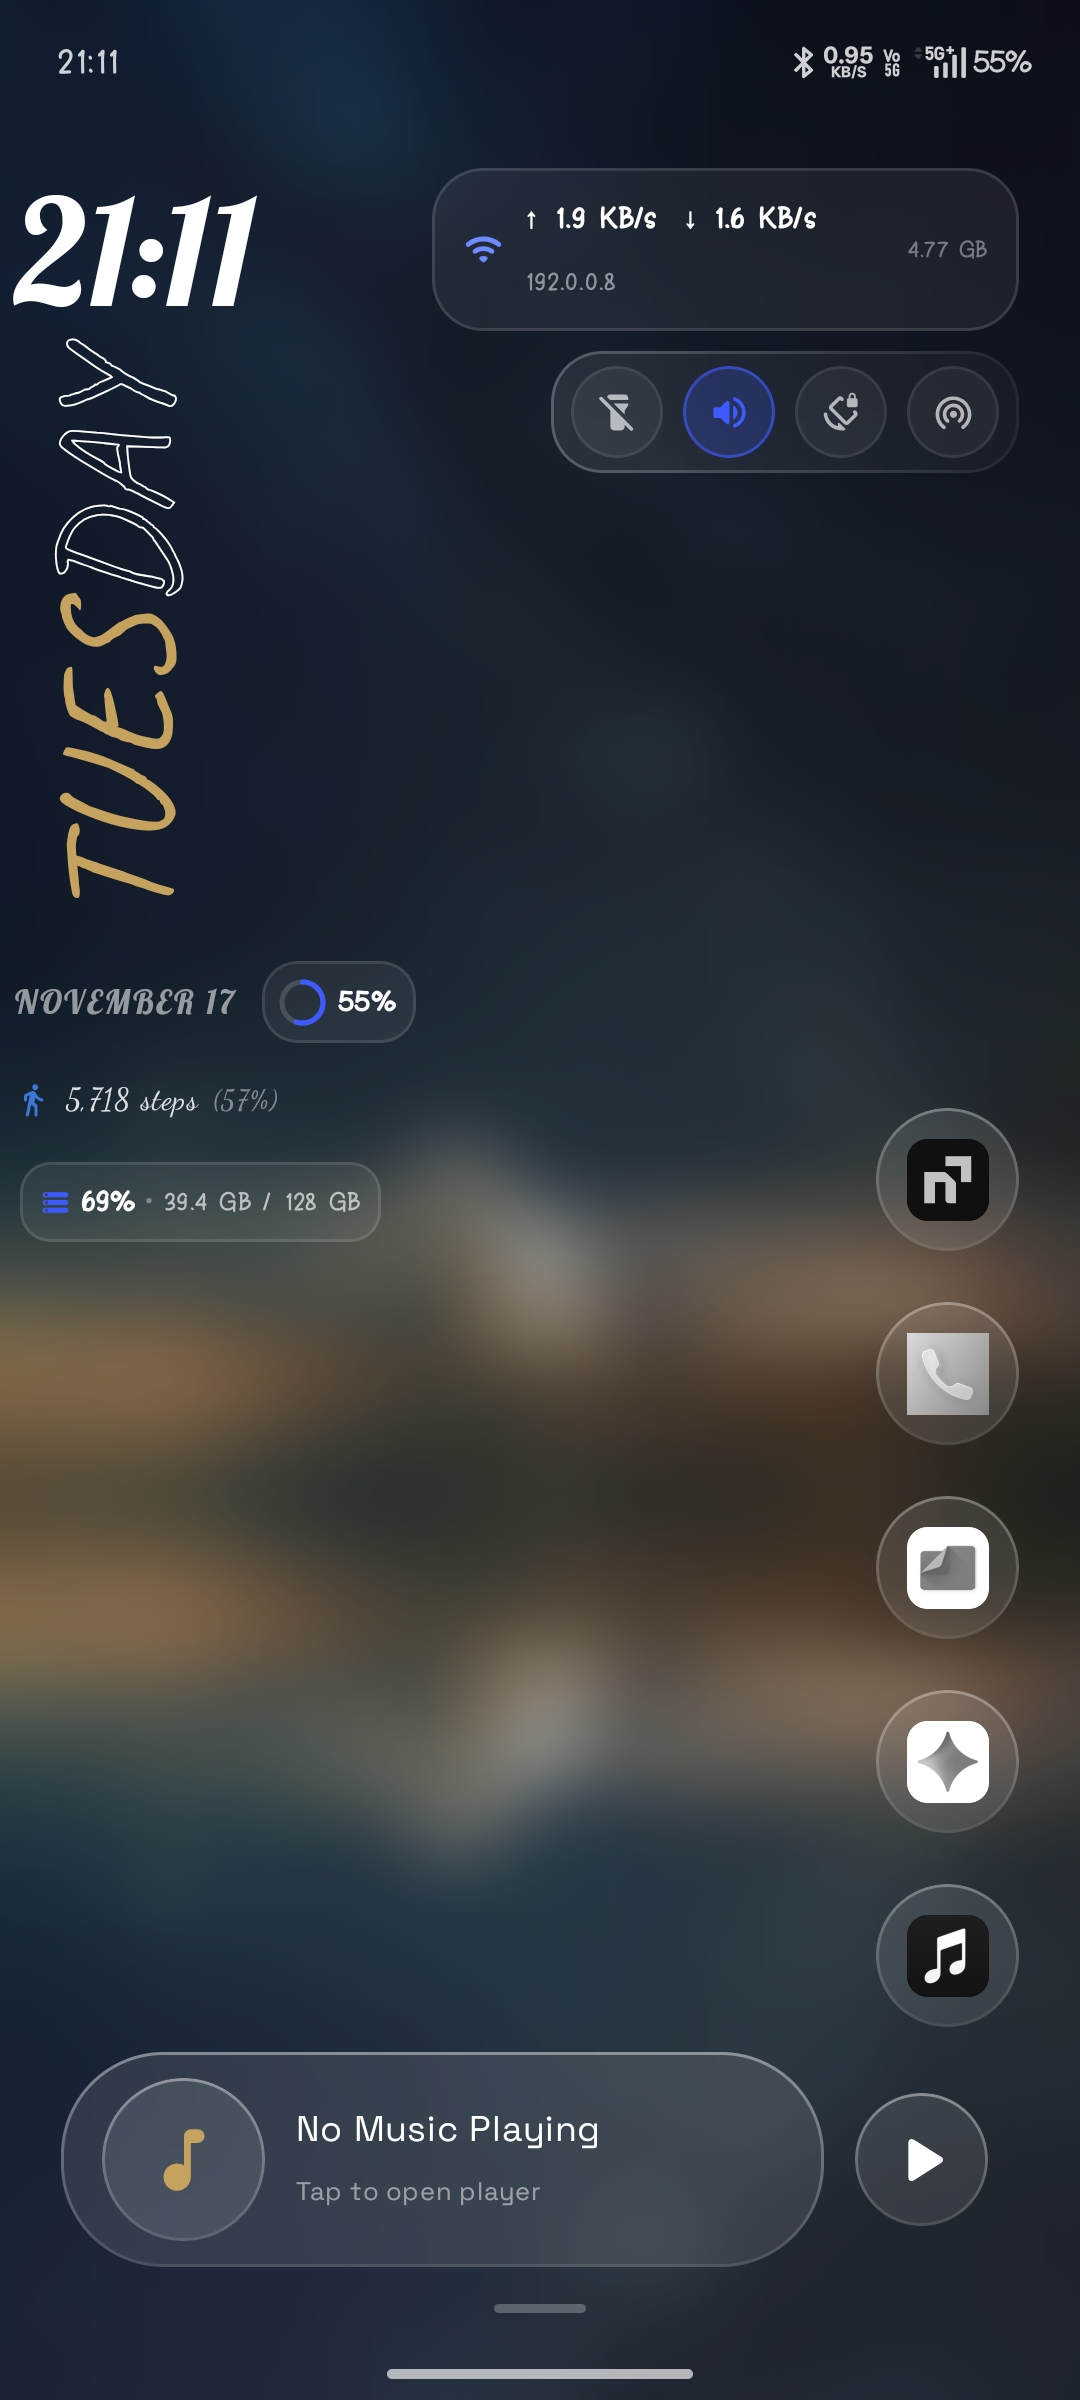 21:11
0.95 KB/S Vo 5G 5G+ 55%
21:11
↑ 1.9 KB/s ↓ 1.6 KB/s
4.77 GB
192.0.0.8
TUESDAY
NOVEMBER 17
55%
5,718 steps (57%)
69% • 39.4 GB / 128 GB
No Music Playing
Tap to open player